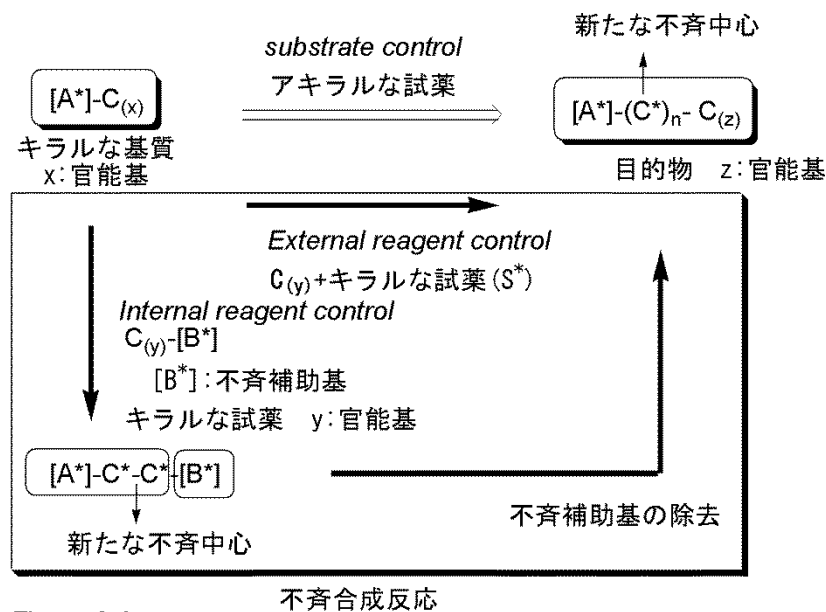 新たな不斉中心
substrate control
アキラルな試薬
[A*]-C(x)
[A*]-(C*)n- C(z)
キラルな基質
x:官能基
目的物 z:官能基
External reagent control
C(y)+キラルな試薬(S*)
Internal reagent control
C(y)-[B*]
[B*]:不斉補助基
キラルな試薬 y:官能基
[A*]-C*-C*-[B*]
新たな不斉中心
不斉補助基の除去
不斉合成反応